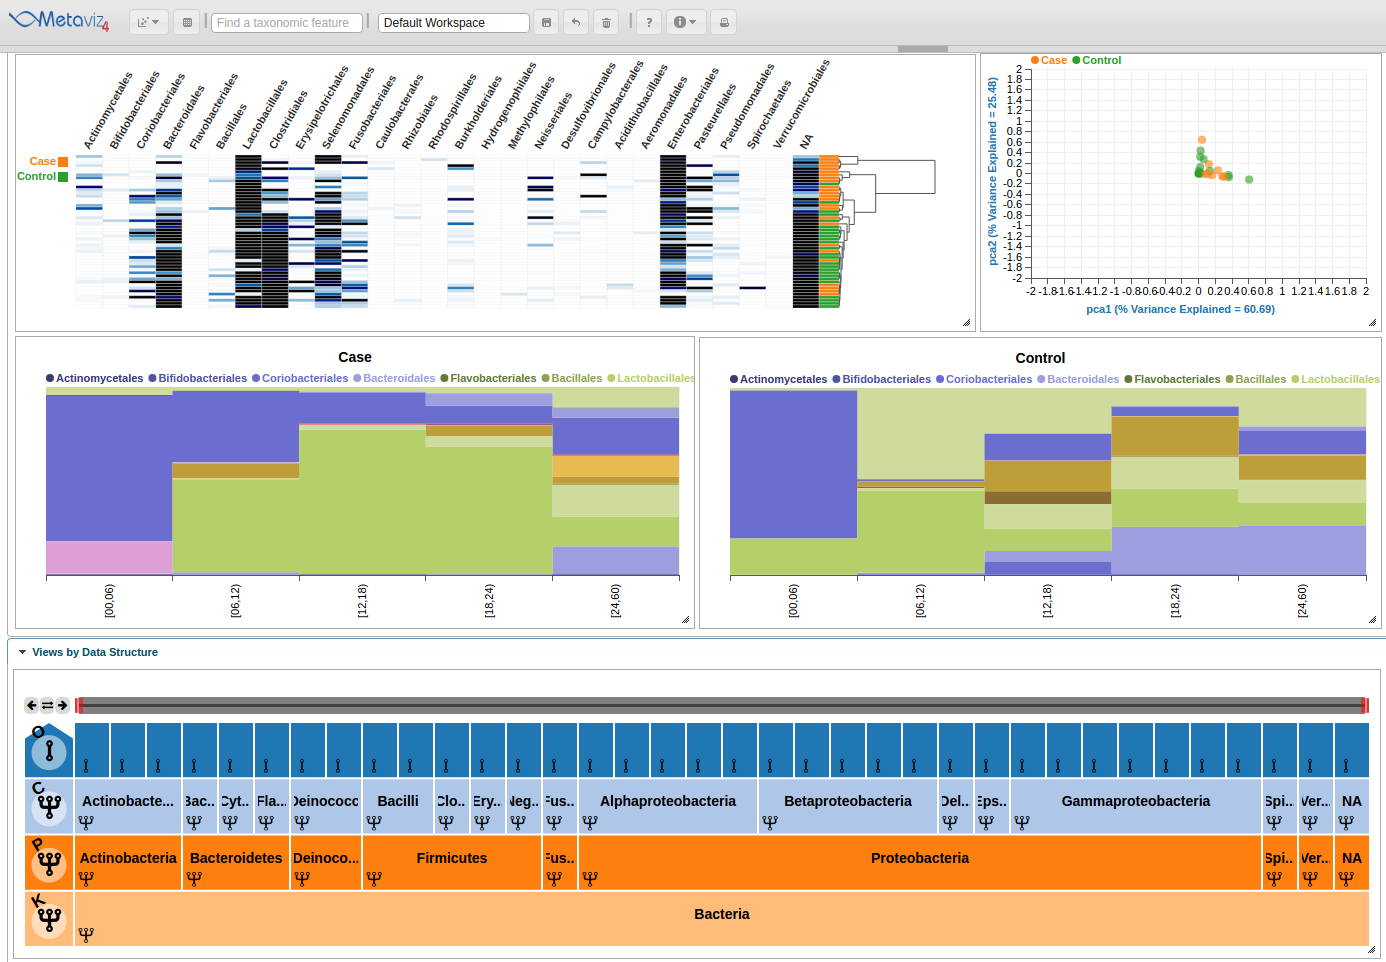 Metaviz 4
Find a taxonomic feature
Default Workspace
Actinomycetales
Bifidobacteriales
Coriobacteriales
Bacteroidales
Flavobacteriales
Bacillales
Lactobacillales
Clostridiales
Erysipelotrichales
Selenomonadales
Fusobacteriales
Caulobacterales
Rhizobiales
Rhodospirillales
Burkholderiales
Hydrogenophilales
Methylophilales
Neisseriales
Desulfovibrionales
Campylobacterales
Acidithiobacillales
Aeromonadales
Enterobacteriales
Pasteurellales
Pseudomonadales
Spirochaetales
Verrucomicrobiales
NA
Case
Control
Case Control
pca2 (% Variance Explained = 25.48)
2
1.8
1.6
1.4
1.2
1
0.8
0.6
0.4
0.2
0
-0.2
-0.4
-0.6
-0.8
-1
-1.2
-1.4
-1.6
-1.8
-2
-2 -1.8 -1.6 -1.4 -1.2 -1 -0.8 -0.6 -0.4 -0.2 0 0.2 0.4 0.6 0.8 1 1.2 1.4 1.6 1.8 2
pca1 (% Variance Explained = 60.69)
Case
Actinomycetales Bifidobacteriales Coriobacteriales Bacteroidales Flavobacteriales Bacillales Lactobacillales
[00,06) [06,12) [12,18) [18,24) [24,60)
Control
Actinomycetales Bifidobacteriales Coriobacteriales Bacteroidales Flavobacteriales Bacillales Lactobacillales
[00,06) [06,12) [12,18) [18,24) [24,60)
Views by Data Structure
O
C Actinobacte... Bac.. Cyt.. Fla.. Deinococc Bacilli Clo.. Ery.. Neg.. Fus.. Alphaproteobacteria Betaproteobacteria Del.. Eps.. Gammaproteobacteria Spi.. Ver... NA
P Actinobacteria Bacteroidetes Deinoco... Firmicutes Fus.. Proteobacteria Spi.. Ver... NA
K Bacteria